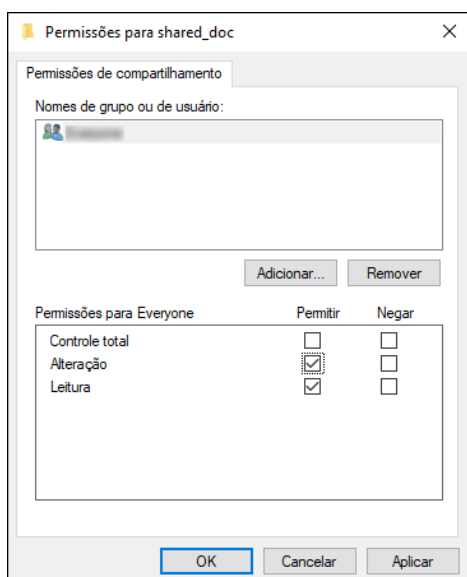 Permissões para shared_doc
Permissões de compartilhamento
Nomes de grupo ou de usuário:
Adicionar... Remover
Permissões para Everyone Permitir Negar
Controle total
Alteração
Leitura
OK Cancelar Aplicar